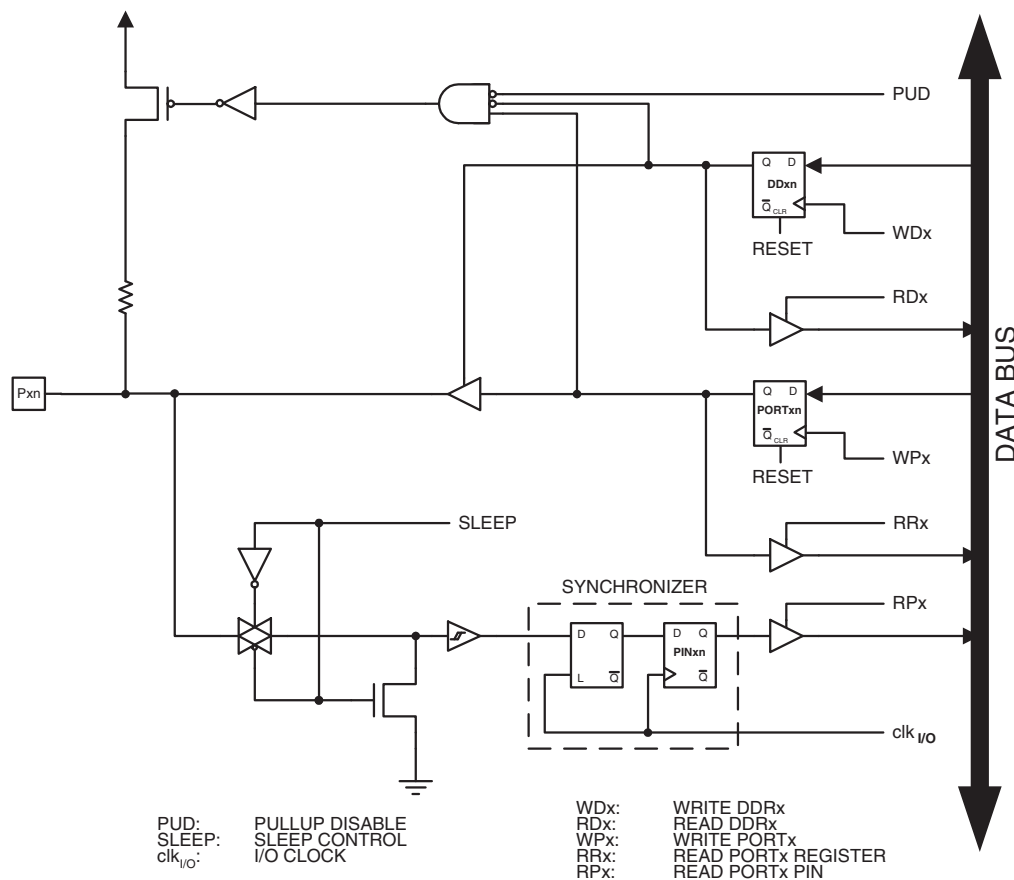 PUD
Q D
DDxn
Q CLR
WDx
RESET
RDx
Pxn
Q D
PORTxn
Q CLR
WPx
RESET
DATA BUS
SLEEP
RRx
SYNCHRONIZER
RPx
D Q
L Q
D Q
PINxn
Q
clk I/O
PUD: PULLUP DISABLE
SLEEP: SLEEP CONTROL
clkI/O: I/O CLOCK
WDx: WRITE DDRx
RDx: READ DDRx
WPx: WRITE PORTx
RRx: READ PORTx REGISTER
RPx: READ PORTx PIN